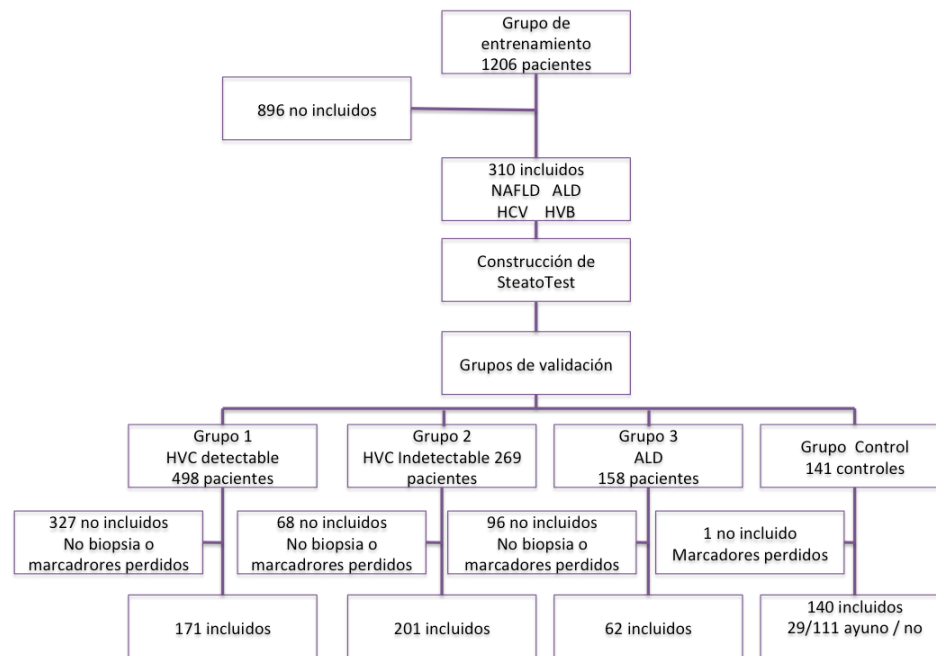 Grupo de
entrenamiento
1206 pacientes
896 no incluidos
310 incluidos
NAFLD ALD
HCV HVB
Construcción de
SteatoTest
Grupos de validación
Grupo 1
HVC detectable
498 pacientes
Grupo 2
HVC Indetectable 269
pacientes
Grupo 3
ALD
158 pacientes
Grupo Control
141 controles
327 no incluidos
No biopsia o
marcadrores perdidos
68 no incluidos
No biopsia o
marcadrores perdidos
96 no incluidos
No biopsia o
marcadrores perdidos
1 no incluido
Marcadores perdidos
171 incluidos
201 incluidos
62 incluidos
140 incluidos
29/111 ayuno / no